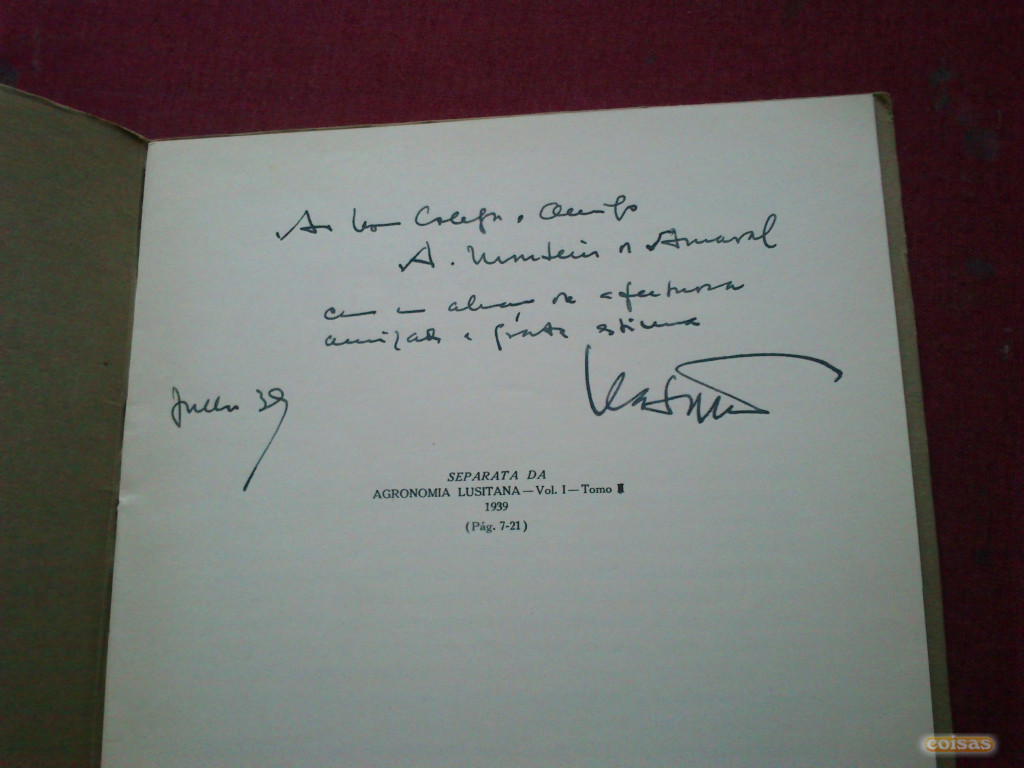 Ao bom Colega e Amigo
A. Monteiro do Amaral
com um abraço de afectuosa
amizade e grata estima
Julho 39
SEPARATA DA
AGRONOMIA LUSITANA — Vol. I — Tomo I
1939
(Pág. 7-21)
coisas